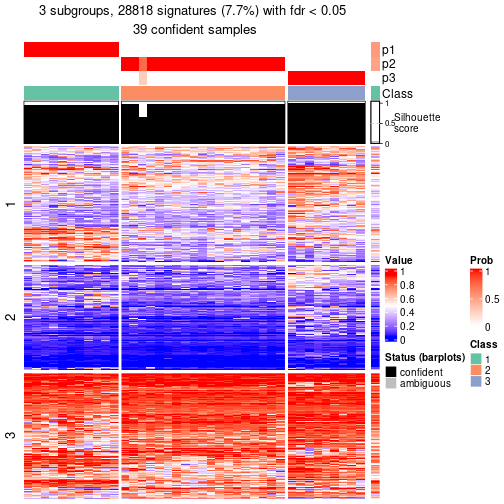 3 subgroups, 28818 signatures (7.7%) with fdr < 0.05
39 confident samples
p1
p2
p3
Class
1
0.5
0
Silhouette
score
1
2
3
Value
1
0.8
0.6
0.4
0.2
0
Prob
1
0.5
0
Status (barplots)
confident
ambiguous
Class
1
2
3